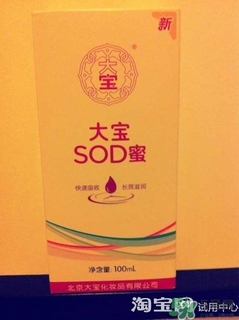 新
大宝
大宝
SOD蜜
快速吸收 长效滋润
净含量: 100mL
北京大宝化妆品有限公司
淘宝网
试用中心